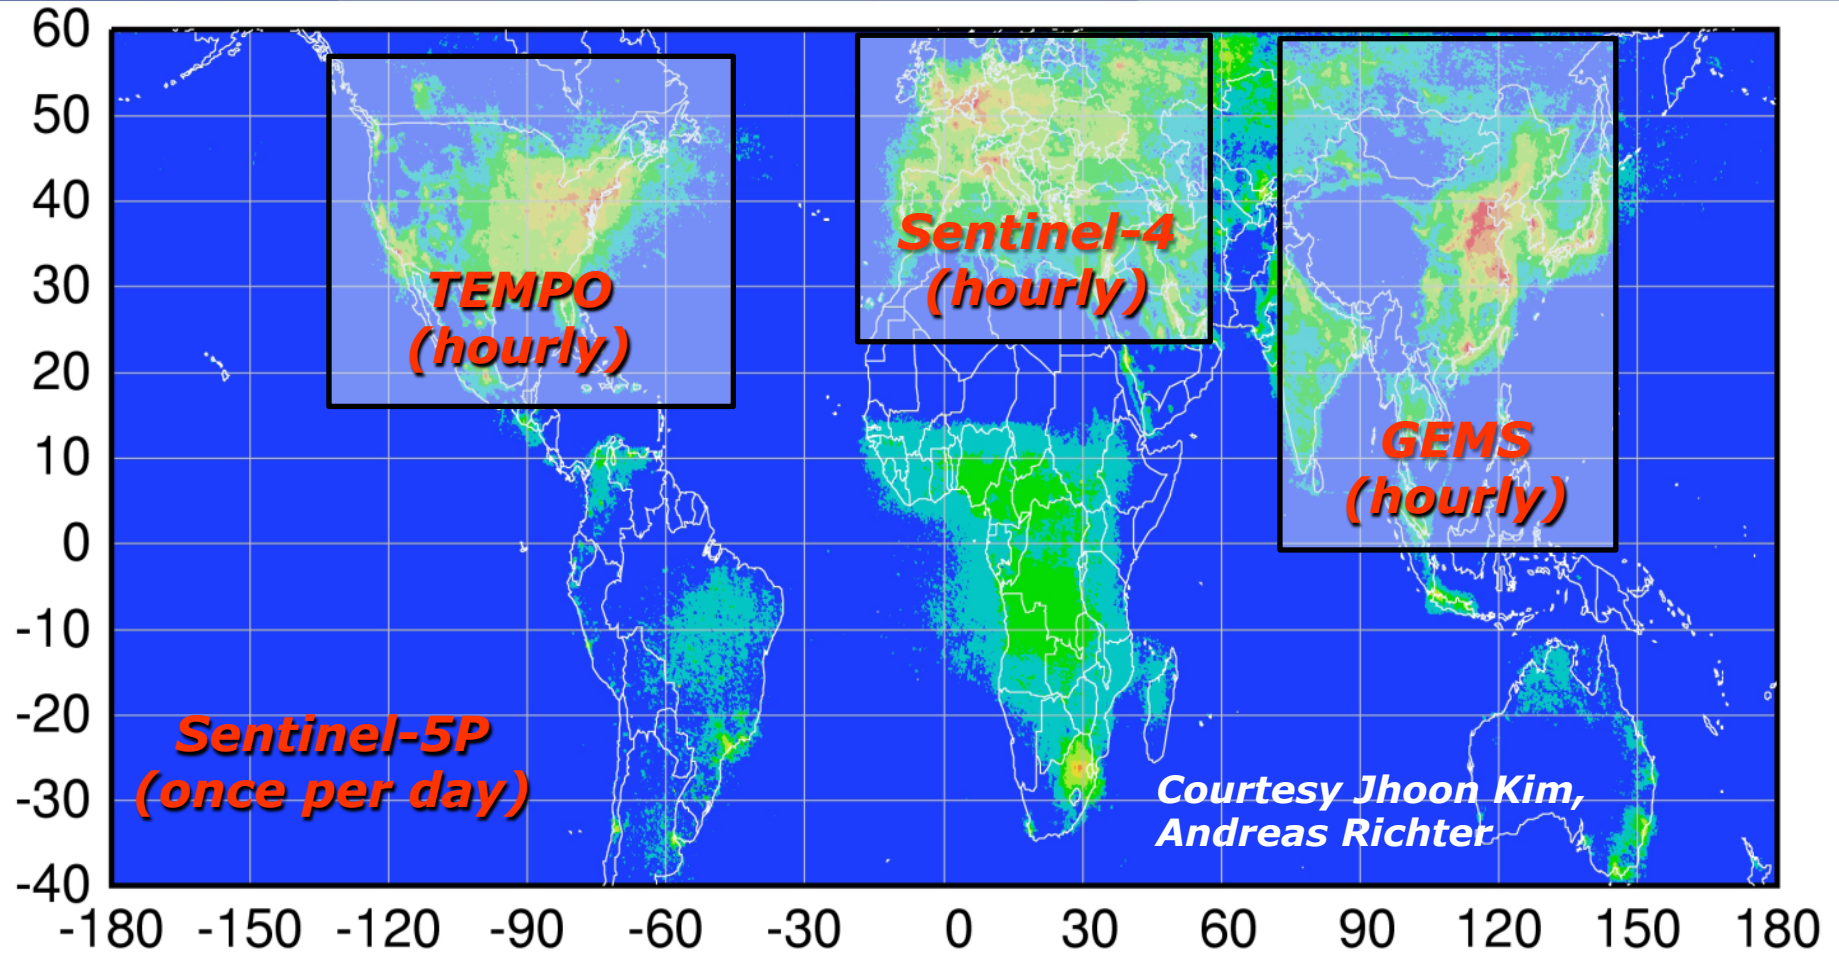 60
50
40
30
20
10
0
-10
-20
-30
-40
TEMPO
(hourly)
Sentinel-4
(hourly)
GEMS
(hourly)
Sentinel-5P
(once per day)
Courtesy Jhoon Kim,
Andreas Richter
-180 -150 -120 -90 -60 -30 0 30 60 90 120 150 180